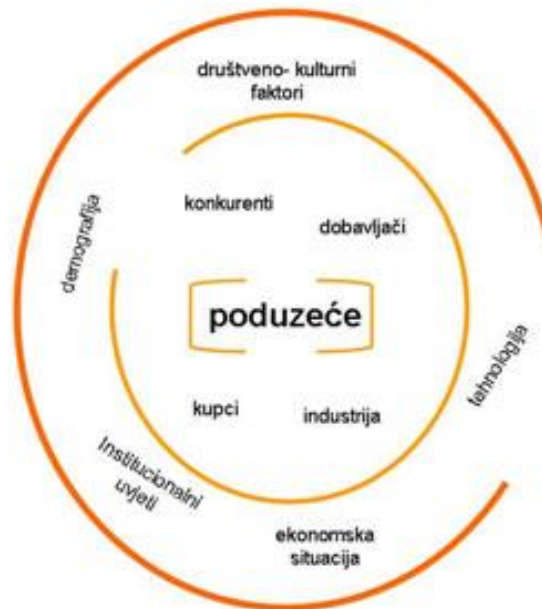 društveno- kulturni
faktori
konkurenti
dobavljači
demografija
poduzeće
tehnologija
kupci
industrija
Institucionalni
uvjeti
ekonomska
situacija